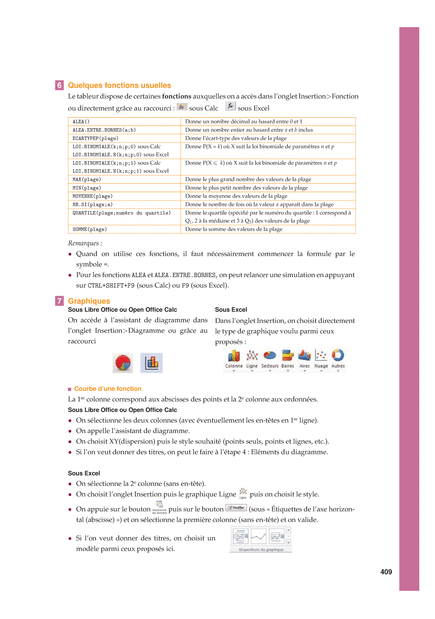 6 Quelques fonctions usuelles
Le tableur dispose de certaines fonctions auxquelles on a accès dans l'onglet Insertion>Fonction
ou directement grâce au raccourci : fx sous Calc fx sous Excel
ALEA() Donne un nombre décimal au hasard entre 0 et 1
ALEA.ENTRE.BORNES(a;b) Donne un nombre entier au hasard entre a et b inclus
ECARTYPEP(plage) Donne l'écart-type des valeurs de la plage
LOI.BINOMIALE(k;n;p;0) sous Calc Donne P(X = k) où X suit la loi binomiale de paramètres n et p
LOI.BINOMIALE.N(k;n;p;0) sous Excel
LOI.BINOMIALE(k;n;p;1) sous Calc Donne P(X ⩽ k) où X suit la loi binomiale de paramètres n et p
LOI.BINOMIALE.N(k;n;p;1) sous Excel
MAX(plage) Donne le plus grand nombre des valeurs de la plage
MIN(plage) Donne le plus petit nombre des valeurs de la plage
MOYENNE(plage) Donne la moyenne des valeurs de la plage
NB.SI(plage;a) Donne le nombre de fois où la valeur a apparaît dans la plage
QUARTILE(plage;numéro du quartile) Donne le quartile (spécifié par le numéro du quartile : 1 correspond à
Q₁, 2 à la médiane et 3 à Q₃) des valeurs de la plage
SOMME(plage) Donne la somme des valeurs de la plage
Remarques :
• Quand on utilise ces fonctions, il faut nécessairement commencer la formule par le
symbole =.
• Pour les fonctions ALEA et ALEA.ENTRE.BORNES, on peut relancer une simulation en appuyant
sur CTRL+SHIFT+F9 (sous Calc) ou F9 (sous Excel).
7 Graphiques
Sous Libre Office ou Open Office Calc
On accède à l'assistant de diagramme dans
l'onglet Insertion>Diagramme ou grâce au
raccourci
Sous Excel
Dans l'onglet Insertion, on choisit directement
le type de graphique voulu parmi ceux
proposés :
Colonne Ligne Secteurs Barres Aires Nuage Autres
Courbe d'une fonction
La 1re colonne correspond aux abscisses des points et la 2e colonne aux ordonnées.
Sous Libre Office ou Open Office Calc
• On sélectionne les deux colonnes (avec éventuellement les en-têtes en 1re ligne).
• On appelle l'assistant de diagramme.
• On choisit XY(dispersion) puis le style souhaité (points seuls, points et lignes, etc.).
• Si l'on veut donner des titres, on peut le faire à l'étape 4 : Eléments du diagramme.
Sous Excel
• On sélectionne la 2e colonne (sans en-tête).
• On choisit l'onglet Insertion puis le graphique Ligne puis on choisit le style.
• On appuie sur le bouton puis sur le bouton Modifier (sous « Étiquettes de l'axe horizon-
tal (abscisse) ») et on sélectionne la première colonne (sans en-tête) et on valide.
• Si l'on veut donner des titres, on choisit un
modèle parmi ceux proposés ici.
Dispositions du graphique
409